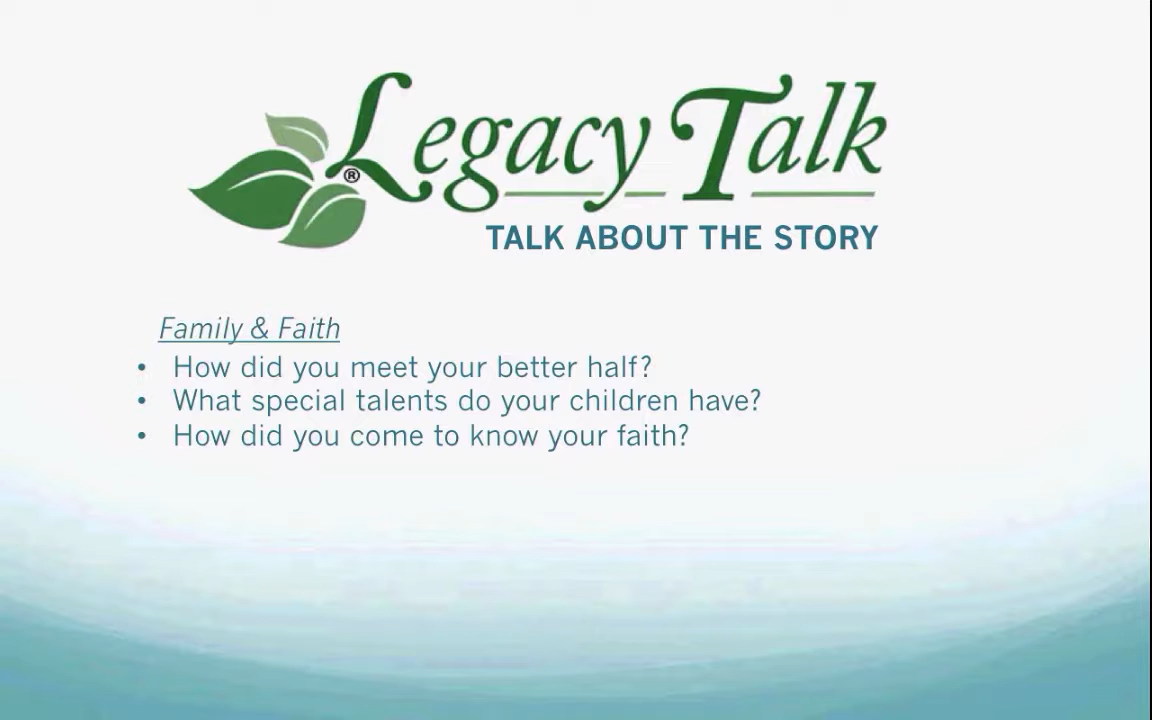 Legacy Talk
®
TALK ABOUT THE STORY
Family & Faith
• How did you meet your better half?
• What special talents do your children have?
• How did you come to know your faith?